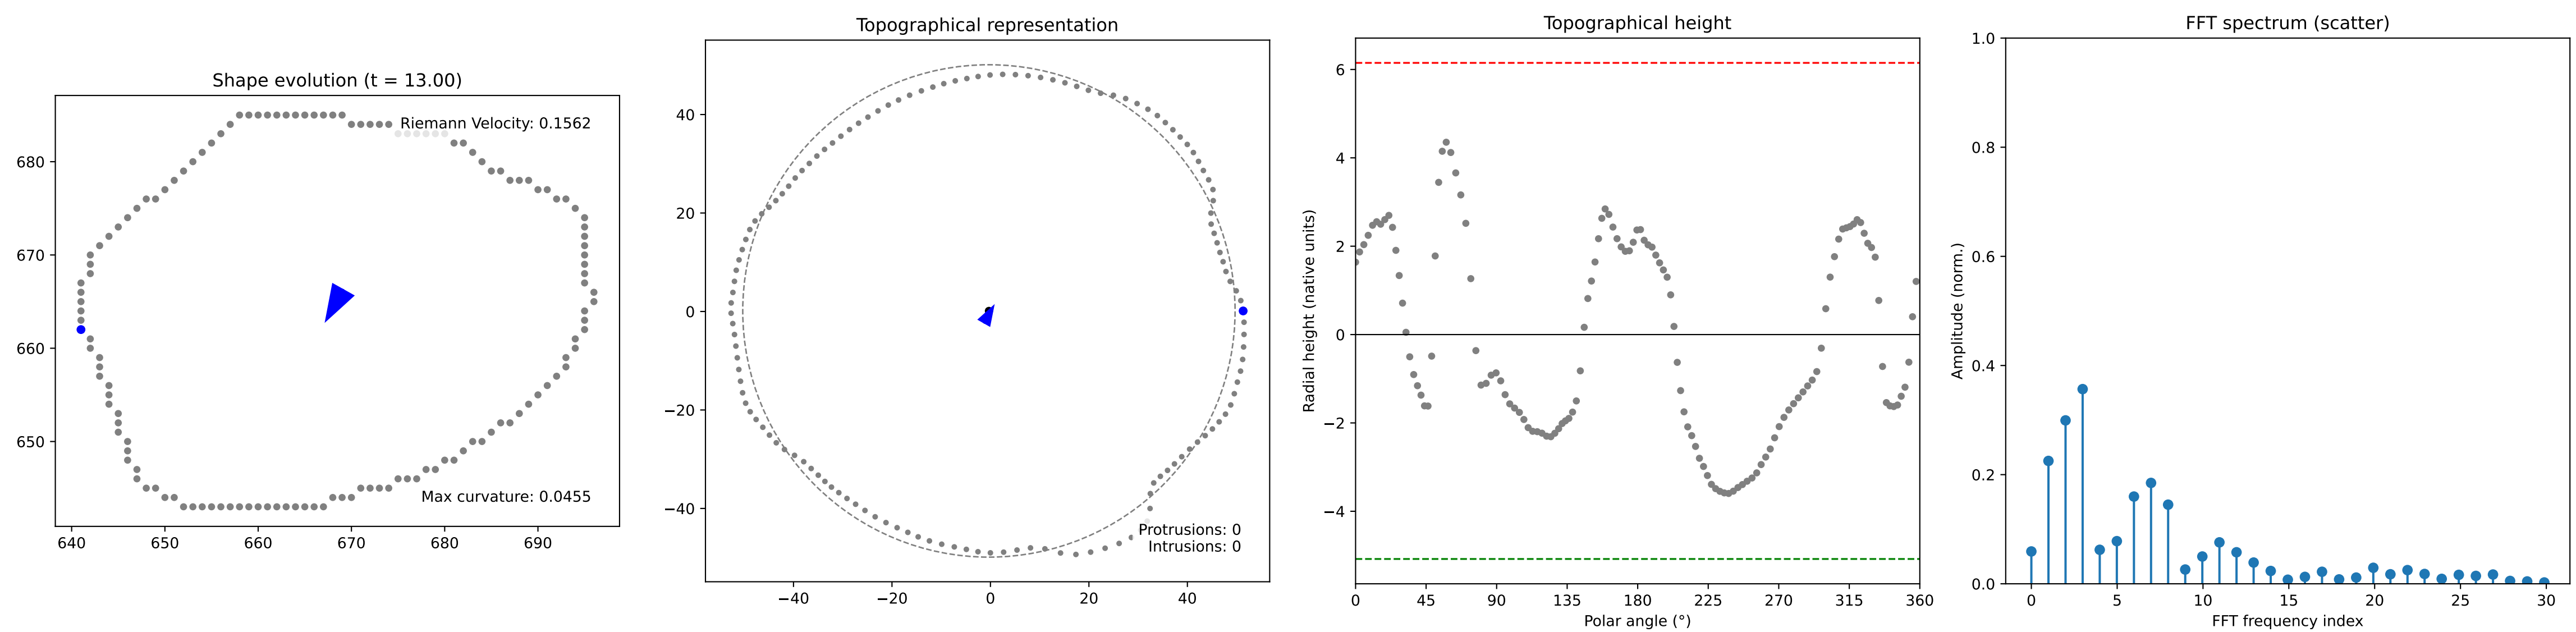 Shape evolution (t = 13.00)
Riemann Velocity: 0.1562
Max curvature: 0.0455
680
670
660
650
640 650 660 670 680 690
Topographical representation
40
20
0
−20
−40
Protrusions: 0
Intrusions: 0
−40 −20 0 20 40
Topographical height
Radial height (native units)
6
4
2
0
−2
−4
0 45 90 135 180 225 270 315 360
Polar angle (°)
FFT spectrum (scatter)
Amplitude (norm.)
1.0
0.8
0.6
0.4
0.2
0.0
0 5 10 15 20 25 30
FFT frequency index